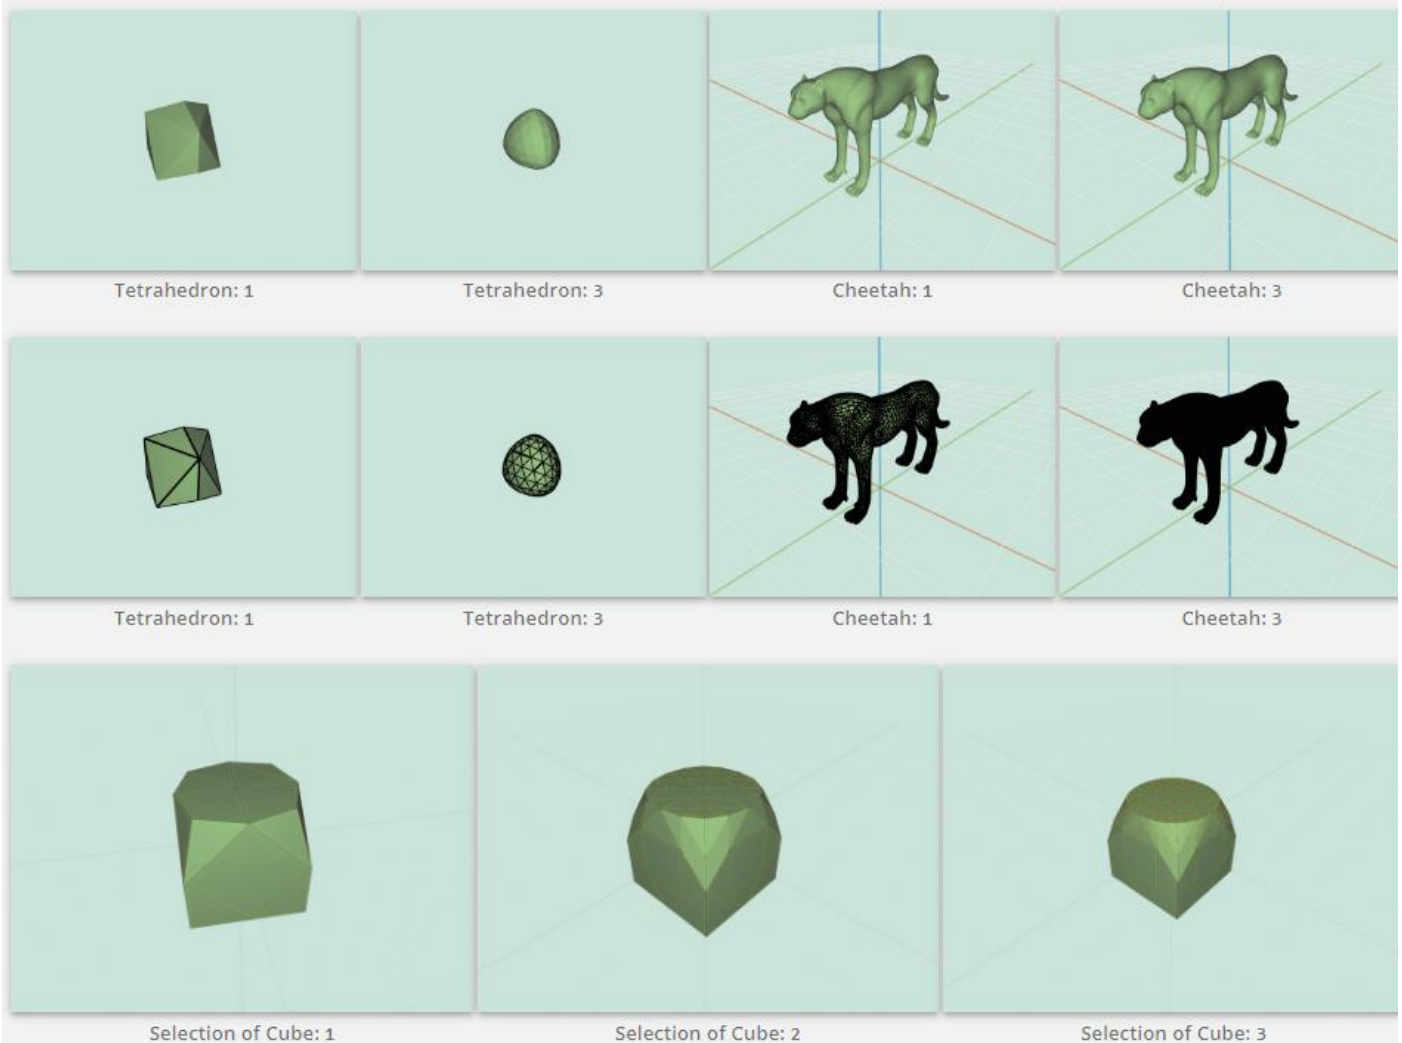 Tetrahedron: 1 Tetrahedron: 3 Cheetah: 1 Cheetah: 3
Tetrahedron: 1 Tetrahedron: 3 Cheetah: 1 Cheetah: 3
Selection of Cube: 1 Selection of Cube: 2 Selection of Cube: 3